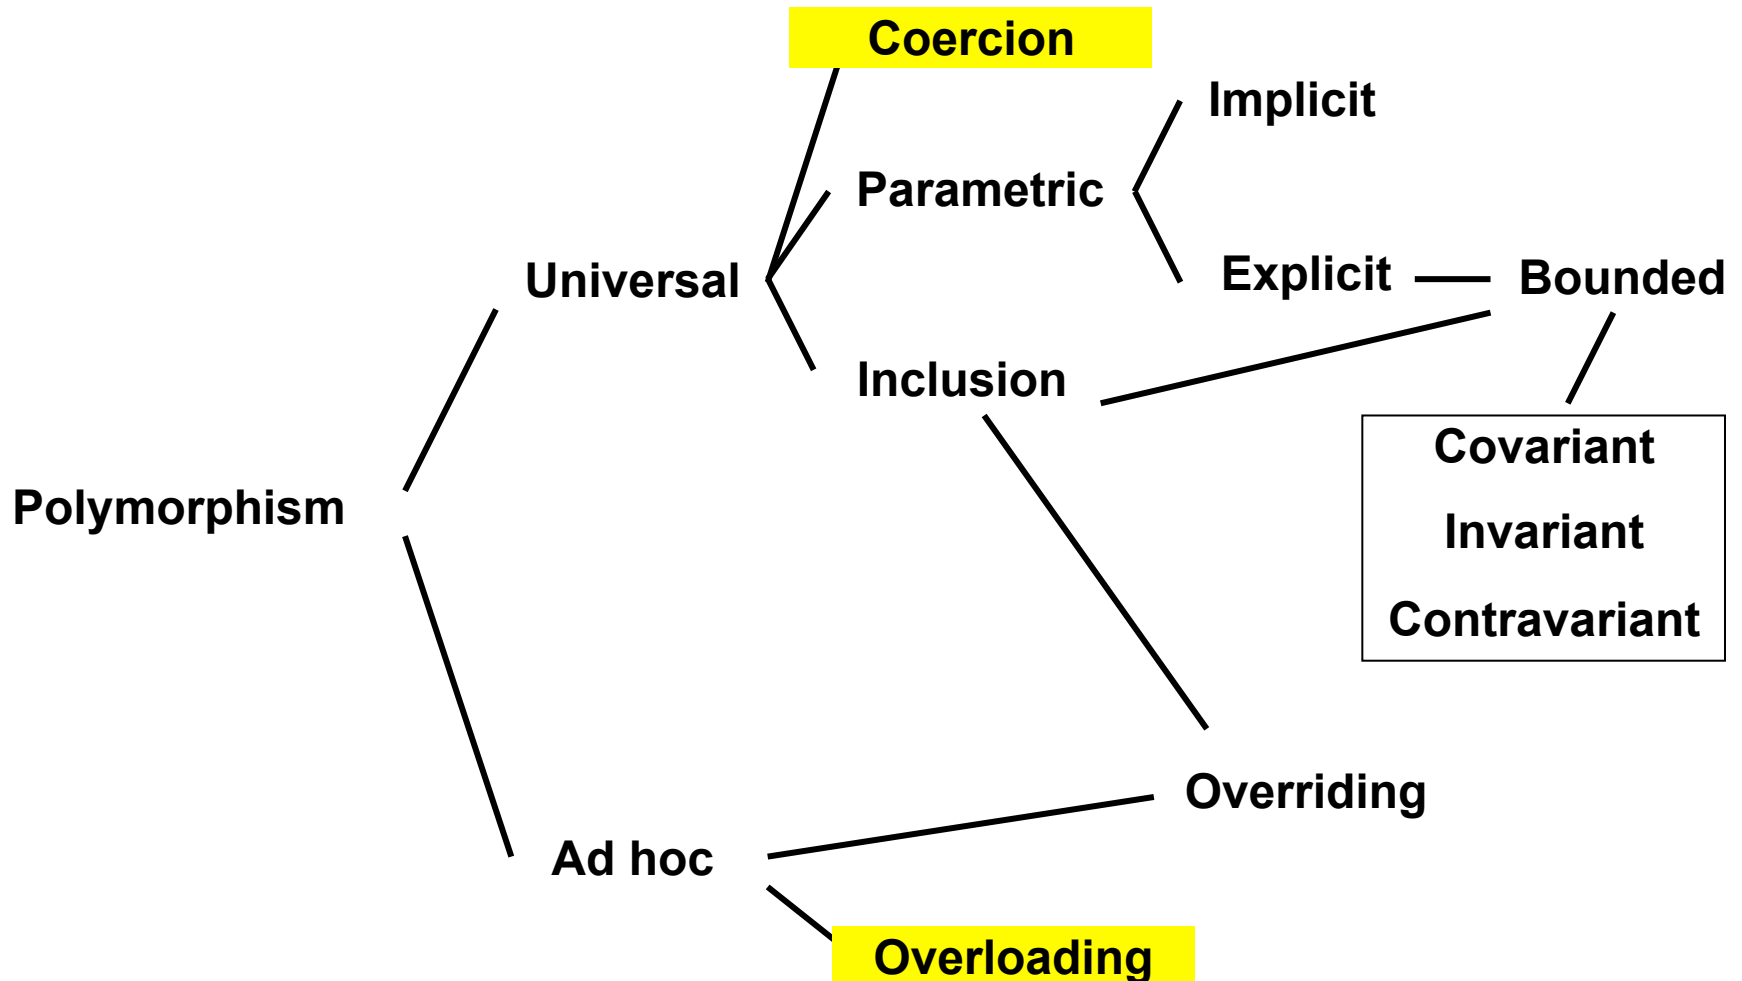 Coercion
Implicit
Parametric
Universal
Explicit
Bounded
Inclusion
Covariant
Polymorphism
Invariant
Contravariant
Overriding
Ad hoc
Overloading